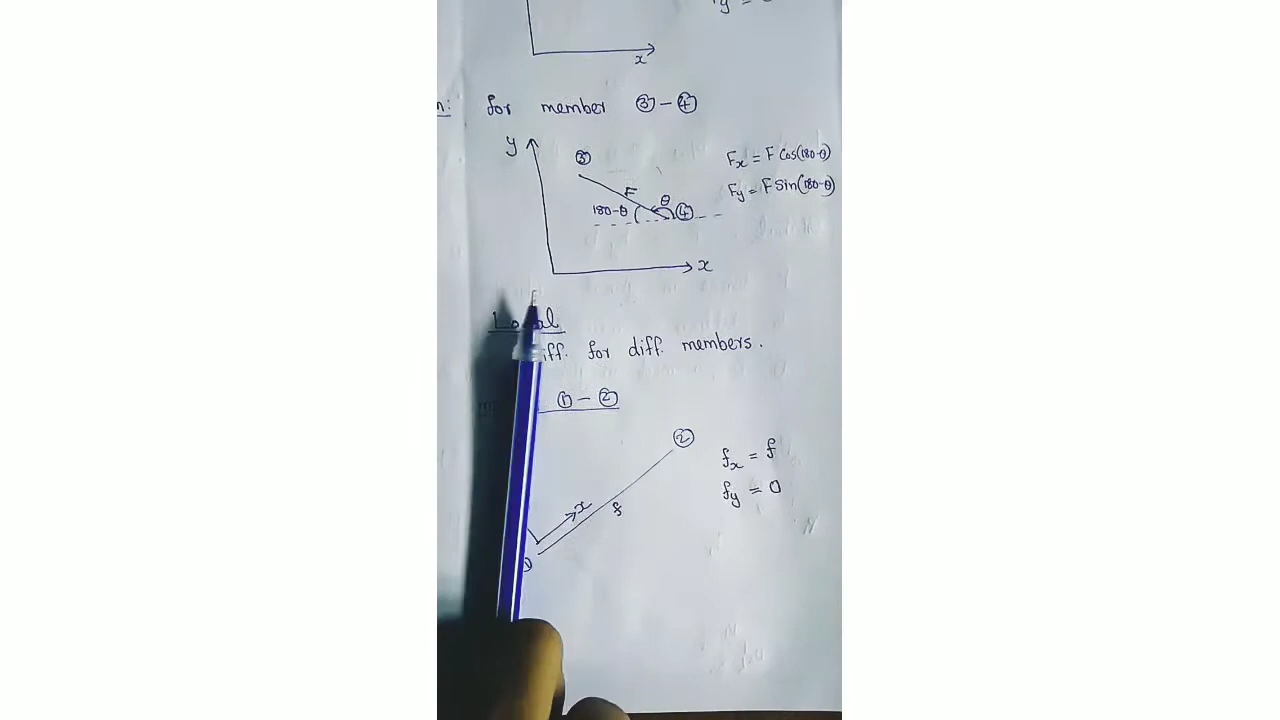 x
for member ③-④
y
③
Fx = F Cos(180-θ)
F
θ
Fy = F Sin(180-θ)
180-θ
④
x
diff. for diff. members.
①-②
②
fx = f
fy = 0
x
f